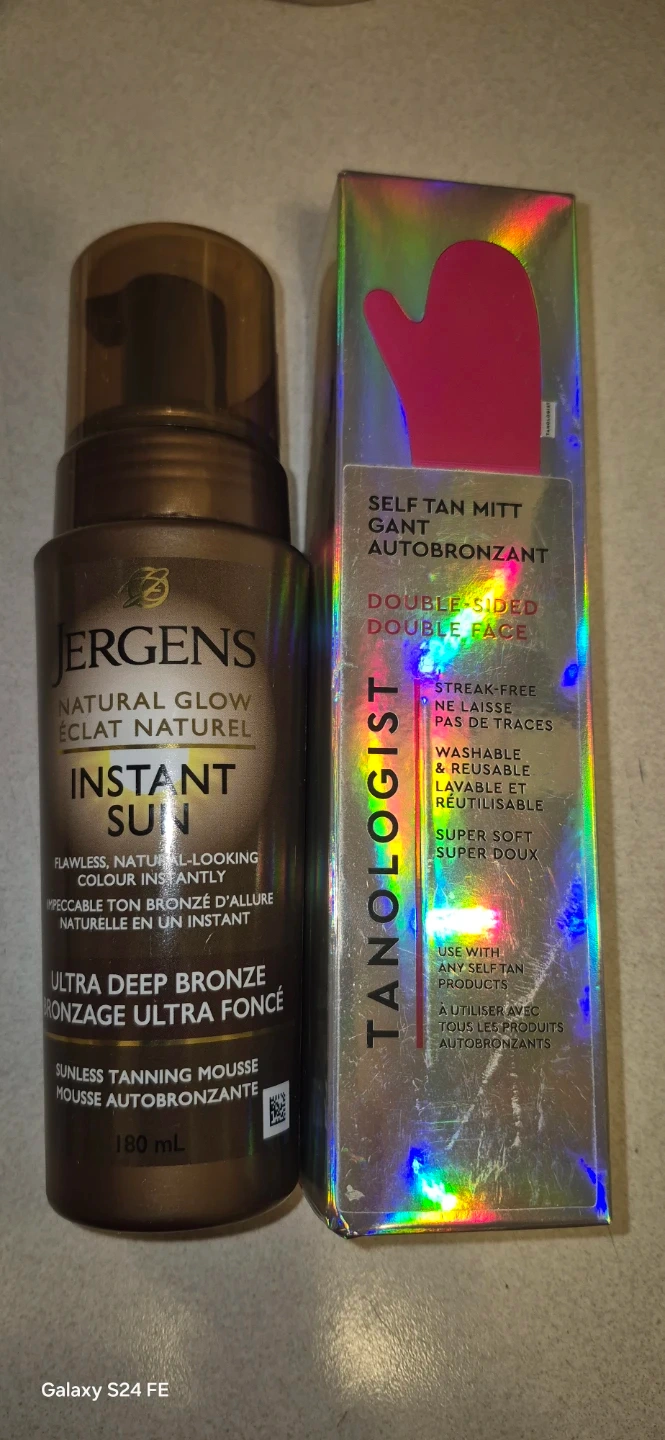 JERGENS
NATURAL GLOW
ÉCLAT NATUREL
INSTANT
SUN
FLAWLESS, NATURAL-LOOKING
COLOUR INSTANTLY
IMPECCABLE TON BRONZÉ D'ALLURE
NATURELLE EN UN INSTANT
ULTRA DEEP BRONZE
BRONZAGE ULTRA FONCÉ
SUNLESS TANNING MOUSSE
MOUSSE AUTOBRONZANTE
180 mL
TANOLOGIST
SELF TAN MITT
GANT
AUTOBRONZANT
DOUBLE-SIDED
DOUBLE FACE
TANOLOGIST
STREAK-FREE
NE LAISSE
PAS DE TRACES
WASHABLE
& REUSABLE
LAVABLE ET
RÉUTILISABLE
SUPER SOFT
SUPER DOUX
USE WITH
ANY SELF TAN
PRODUCTS
À UTILISER AVEC
TOUS LES PRODUITS
AUTOBRONZANTS
Galaxy S24 FE